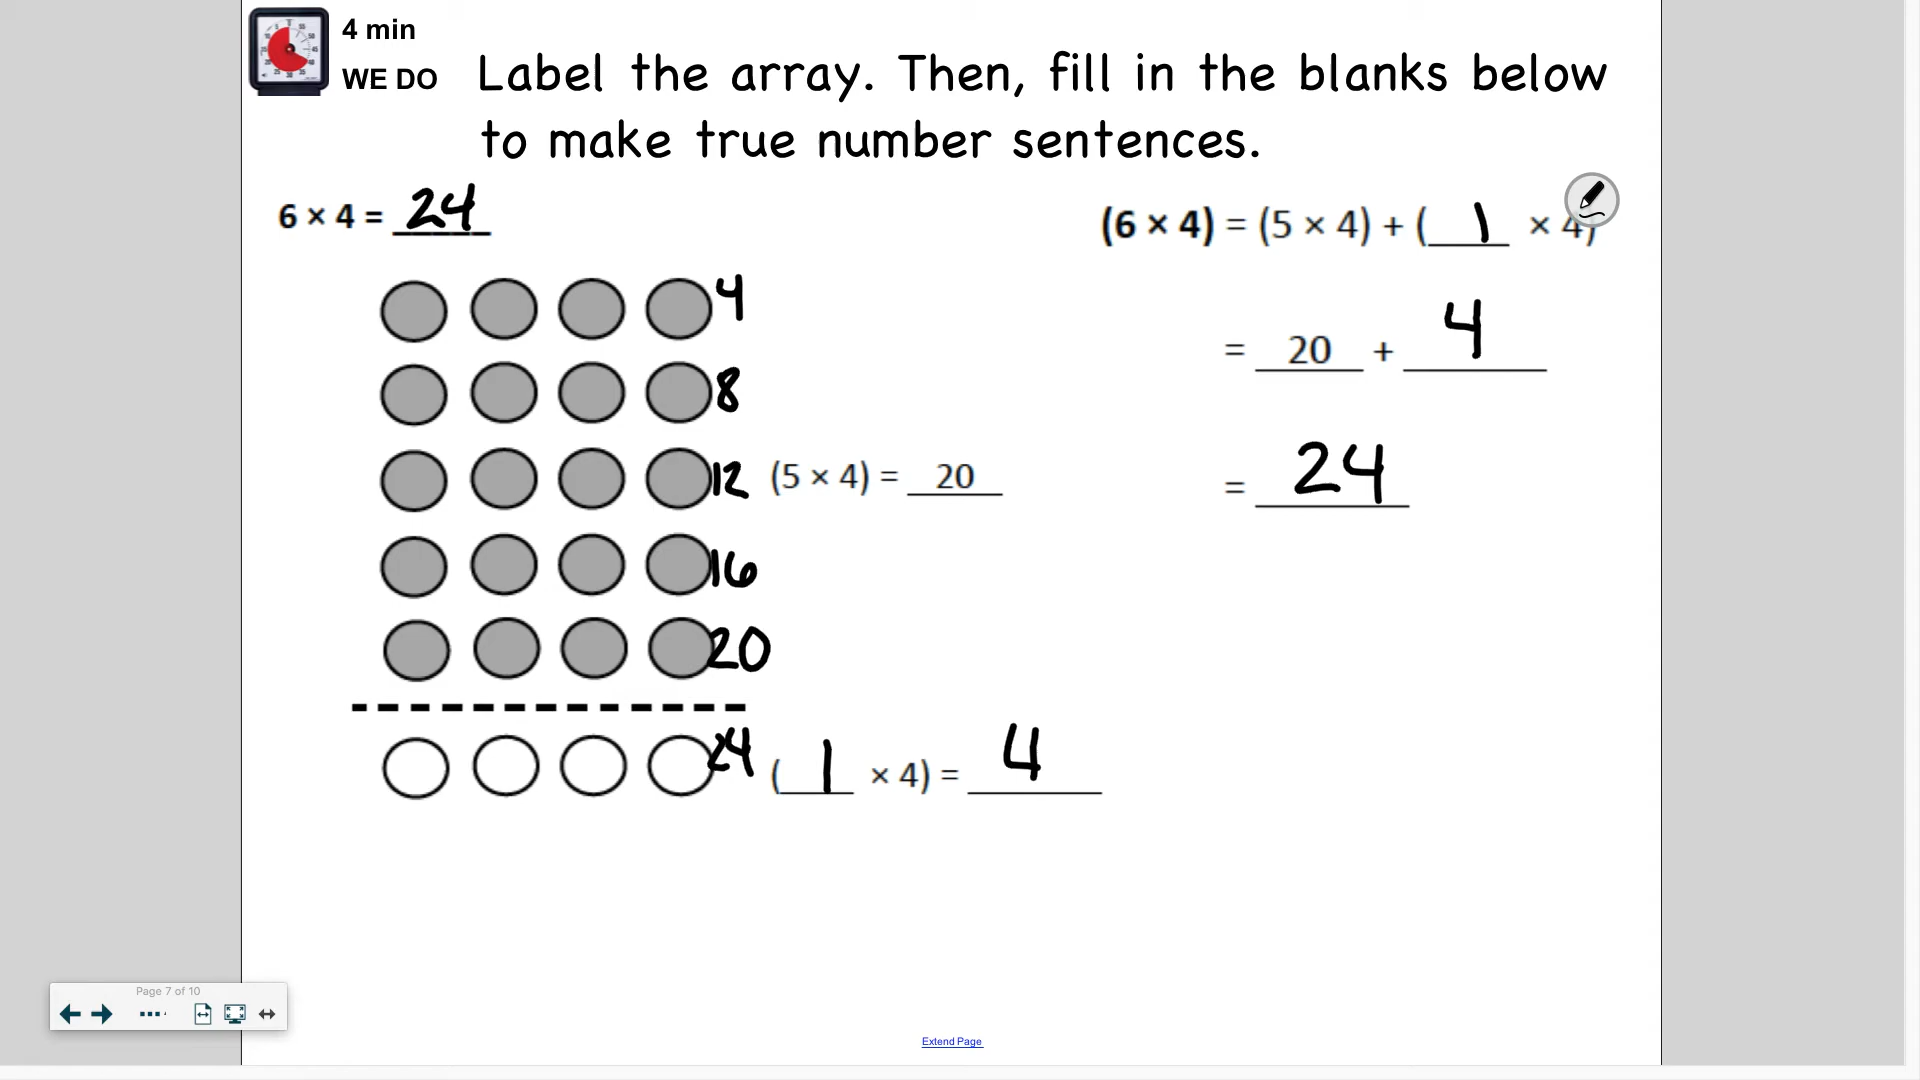 4 min
WE DO
Label the array. Then, fill in the blanks below
to make true number sentences.
6 × 4 = 24
(6 × 4) = (5 × 4) + ( 1 × 4)
4
= 20 + 4
8
12 (5 × 4) = 20
= 24
16
20
24 ( 1 × 4) = 4
Page 7 of 10
Extend Page